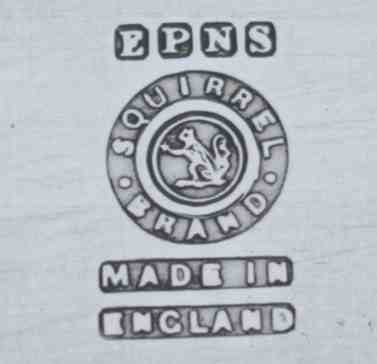 EPNS
SQUIRREL
BRAND
MADE IN
ENGLAND